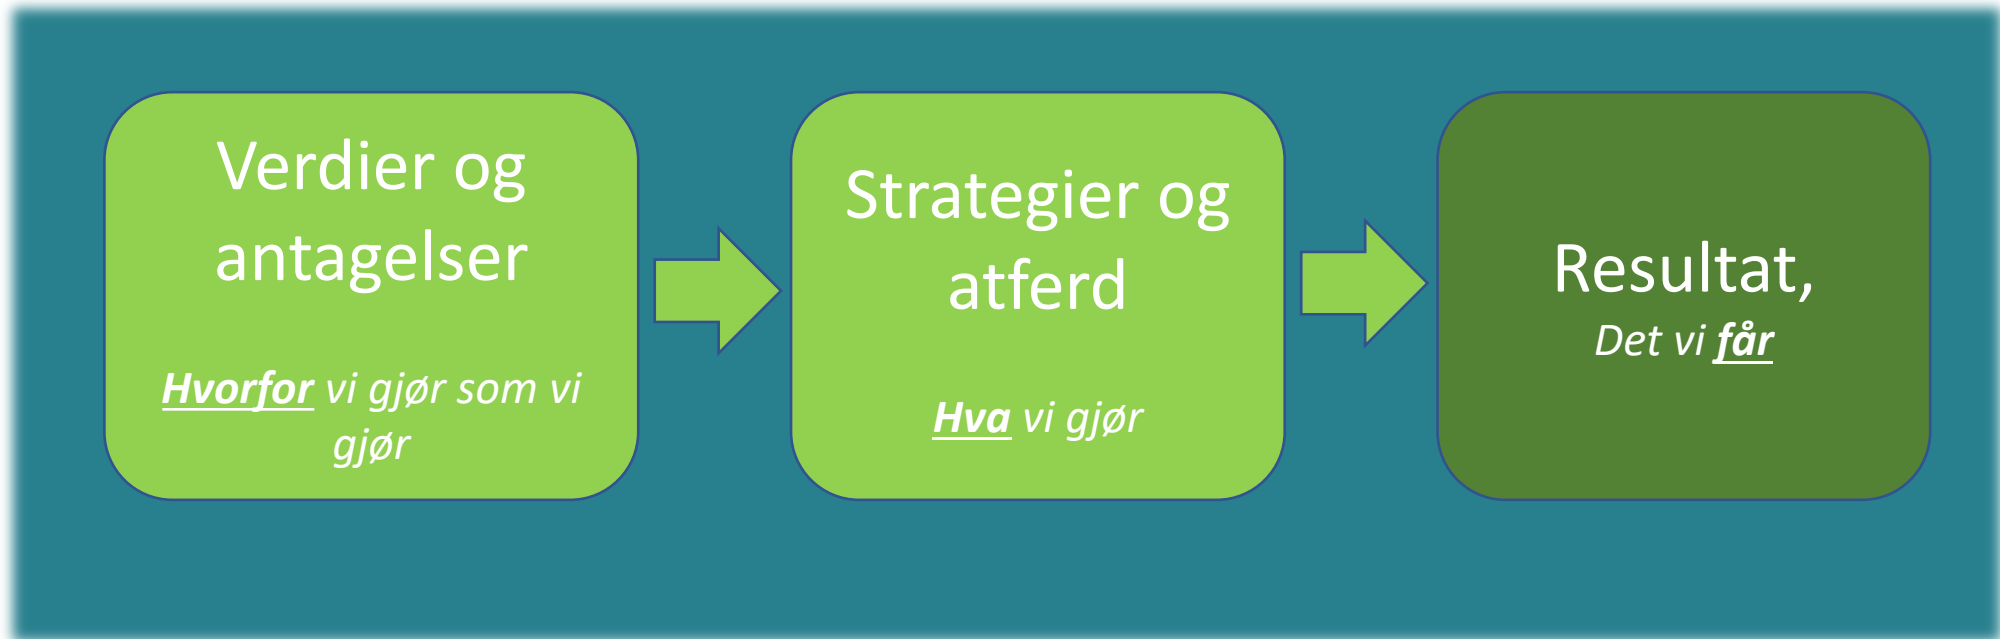 Verdier og
antagelser
Hvorfor vi gjør som vi
gjør
Strategier og
atferd
Hva vi gjør
Resultat,
Det vi får